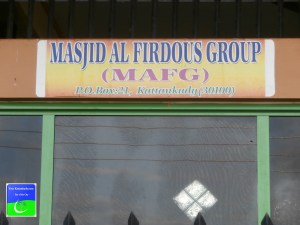 MASJID AL FIRDOUS GROUP
(MAFG)
P.O Box:21, Kattankudy (30100)